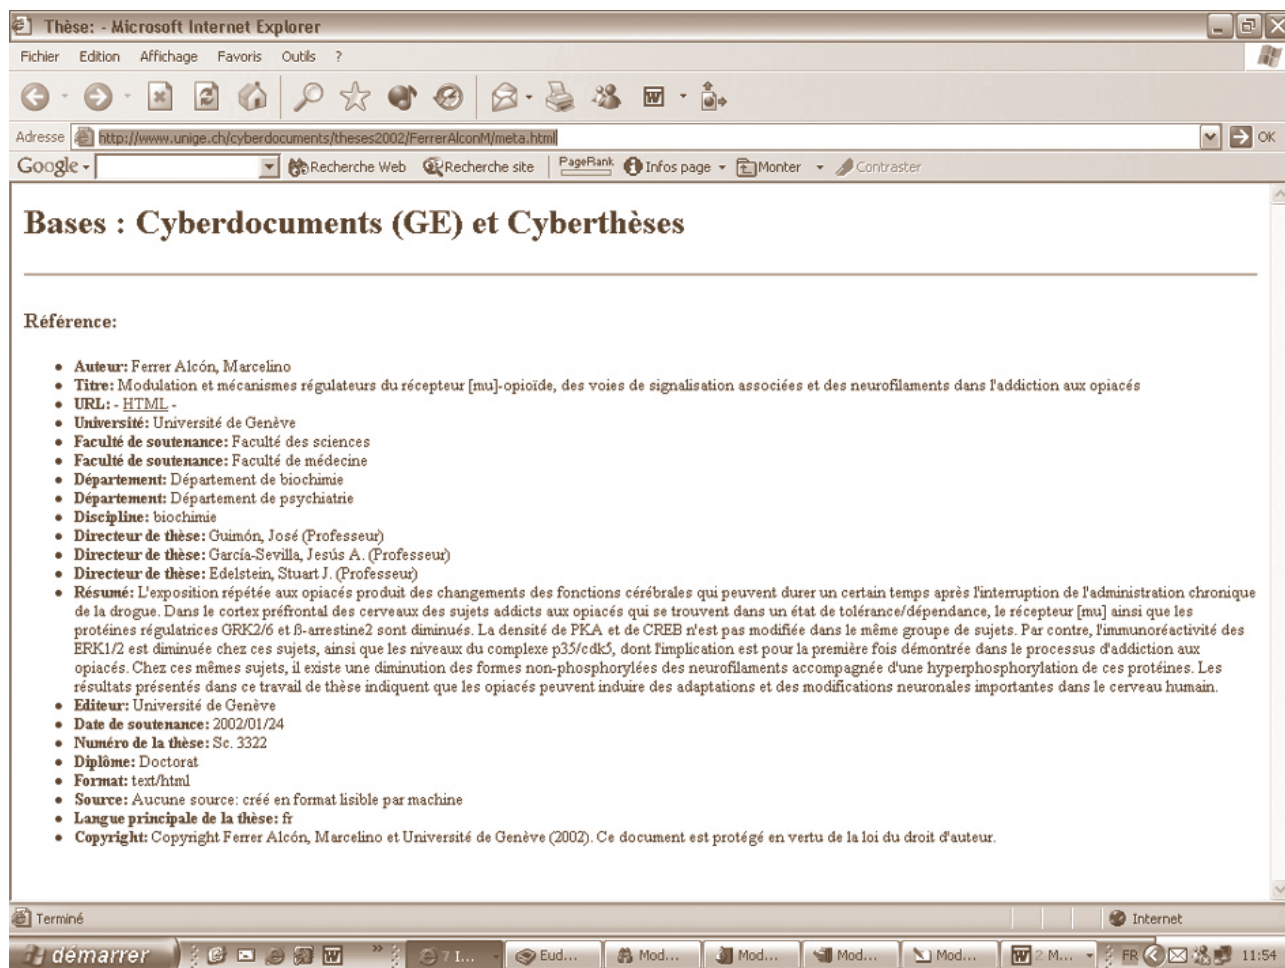 Thèse: - Microsoft Internet Explorer
Fichier Edition Affichage Favoris Outils ?
Adresse http://www.unige.ch/cyberdocuments/theses2002/FerrerAlconM/meta.html OK
Google Recherche Web Recherche site PageRank Infos page Monter Contraster
Bases : Cyberdocuments (GE) et Cyberthèses
Référence:
• Auteur: Ferrer Alcón, Marcelino
• Titre: Modulation et mécanismes régulateurs du récepteur [mu]-opioïde, des voies de signalisation associées et des neurofilaments dans l'addiction aux opiacés
• URL: - HTML -
• Université: Université de Genève
• Faculté de soutenance: Faculté des sciences
• Faculté de soutenance: Faculté de médecine
• Département: Département de biochimie
• Département: Département de psychiatrie
• Discipline: biochimie
• Directeur de thèse: Guimón, José (Professeur)
• Directeur de thèse: García-Sevilla, Jesús A. (Professeur)
• Directeur de thèse: Edelstein, Stuart J. (Professeur)
• Résumé: L'exposition répétée aux opiacés produit des changements des fonctions cérébrales qui peuvent durer un certain temps après l'interruption de l'administration chronique
de la drogue. Dans le cortex préfrontal des cerveaux des sujets addicts aux opiacés qui se trouvent dans un état de tolérance/dépendance, le récepteur [mu] ainsi que les
protéines régulatrices GRK2/6 et ß-arrestine2 sont diminués. La densité de PKA et de CREB n'est pas modifiée dans le même groupe de sujets. Par contre, l'immunoréactivité des
ERK1/2 est diminuée chez ces sujets, ainsi que les niveaux du complexe p35/cdk5, dont l'implication est pour la première fois démontrée dans le processus d'addiction aux
opiacés. Chez ces mêmes sujets, il existe une diminution des formes non-phosphorylées des neurofilaments accompagnée d'une hyperphosphorylation de ces protéines. Les
résultats présentés dans ce travail de thèse indiquent que les opiacés peuvent induire des adaptations et des modifications neuronales importantes dans le cerveau humain.
• Editeur: Université de Genève
• Date de soutenance: 2002/01/24
• Numéro de la thèse: Sc. 3322
• Diplôme: Doctorat
• Format: text/html
• Source: Aucune source: créé en format lisible par machine
• Langue principale de la thèse: fr
• Copyright: Copyright Ferrer Alcón, Marcelino et Université de Genève (2002). Ce document est protégé en vertu de la loi du droit d'auteur.
Terminé Internet
démarrer » 7 I... Eud... Mod... Mod... Mod... Mod... 2 M... FR 11:54